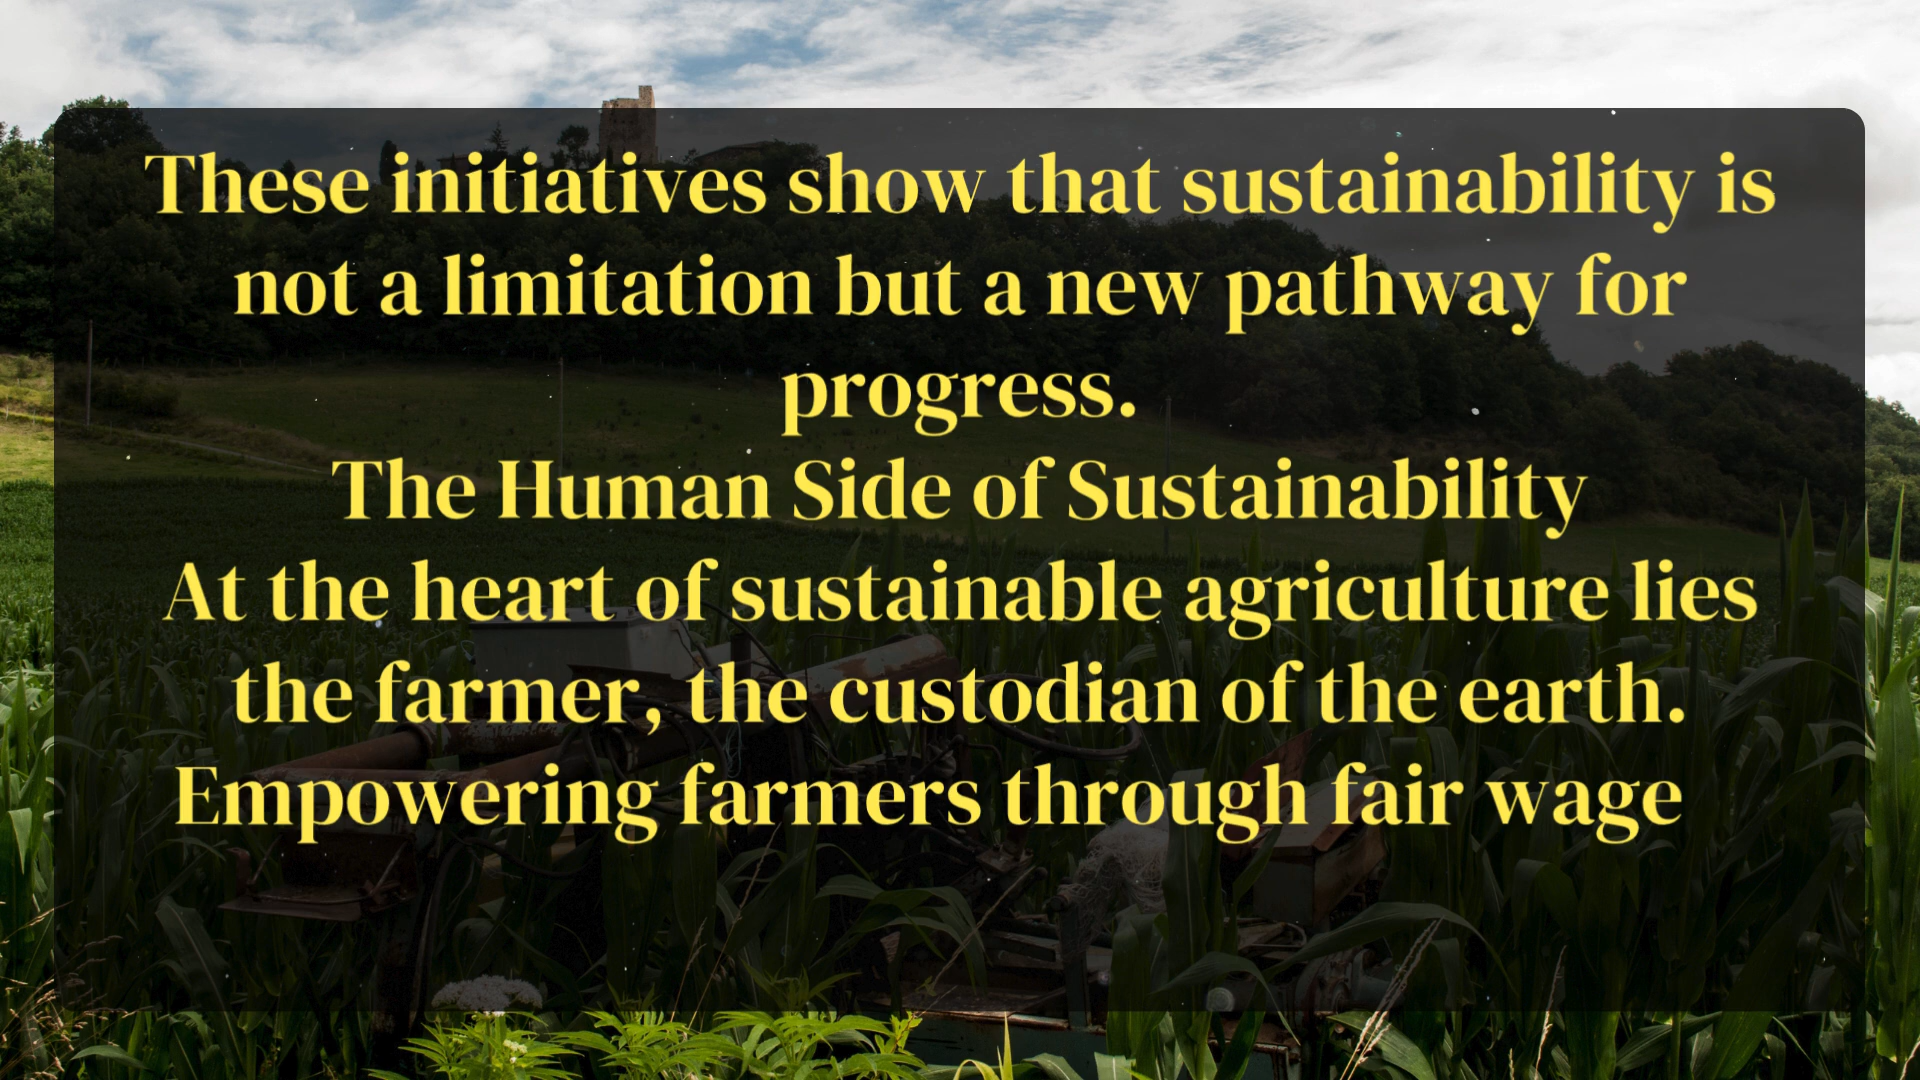 These initiatives show that sustainability is
not a limitation but a new pathway for
progress.
The Human Side of Sustainability
At the heart of sustainable agriculture lies
the farmer, the custodian of the earth.
Empowering farmers through fair wage